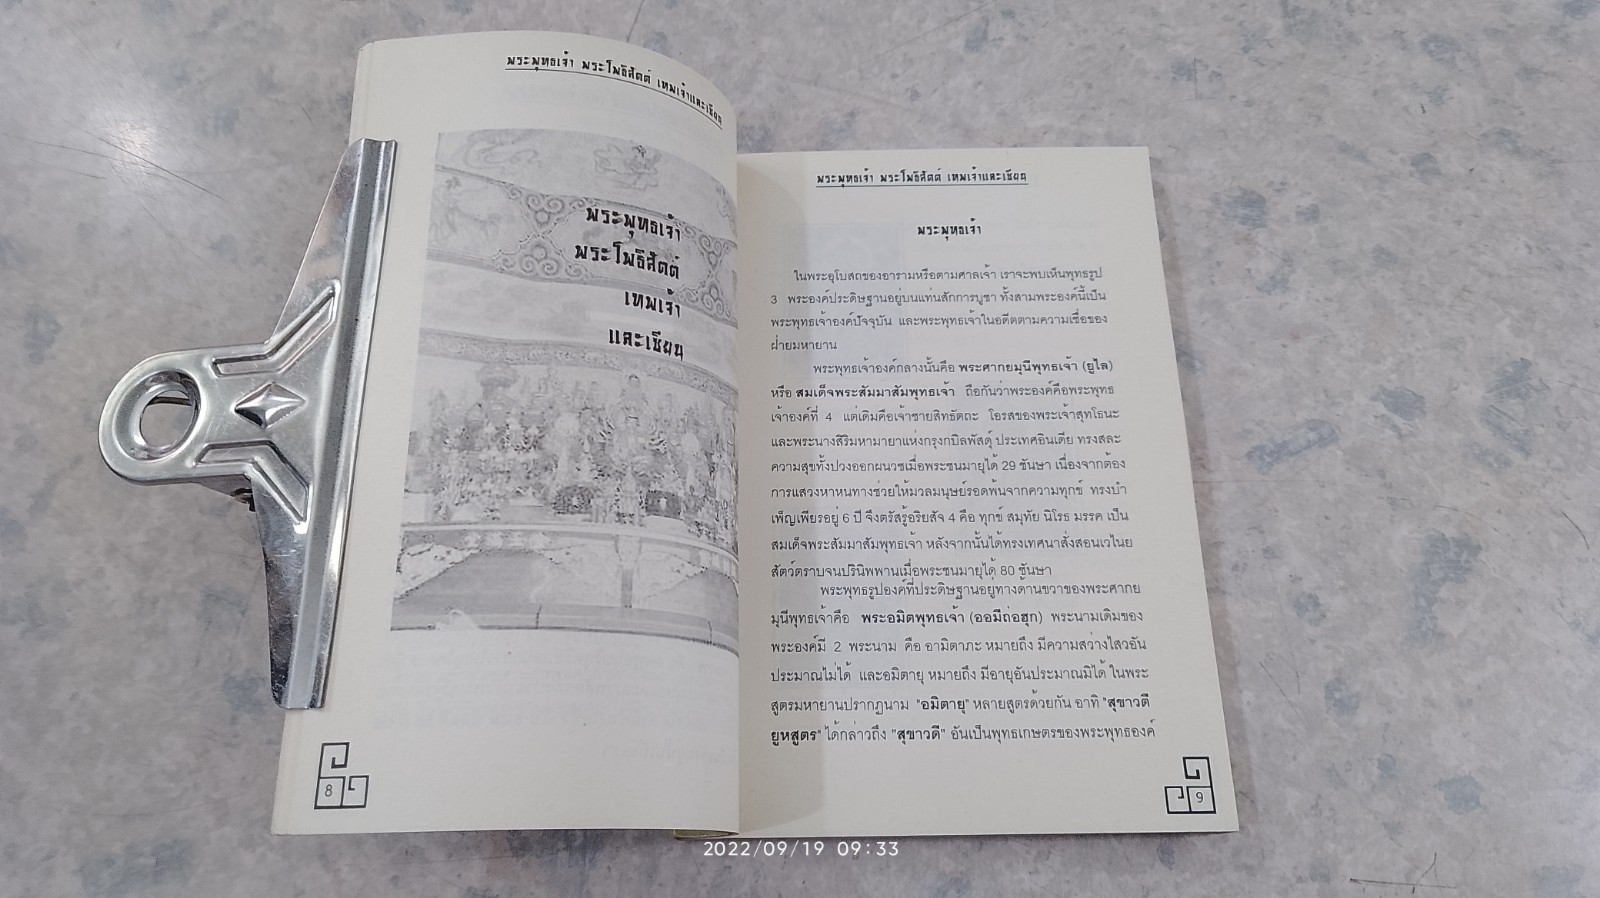 พระพุทธเจ้า พระโพธิสัตต์ เทพเจ้าและเซียน
พระพุทธเจ้า
พระโพธิสัตต์
เทพเจ้า
และเซียน
8
พระพุทธเจ้า พระโพธิสัตต์ เทพเจ้าและเซียน
พระพุทธเจ้า
ในพระอุโบสถของอารามหรือตามศาลเจ้า เราจะพบเห็นพุทธรูป
3 พระองค์ประดิษฐานอยู่บนแท่นสักการบูชา ทั้งสามพระองค์นี้เป็น
พระพุทธเจ้าองค์ปัจจุบัน และพระพุทธเจ้าในอดีตตามความเชื่อของ
ฝ่ายมหายาน
พระพุทธเจ้าองค์กลางนั้นคือ พระศากยมุนีพุทธเจ้า (ยูไล)
หรือ สมเด็จพระสัมมาสัมพุทธเจ้า ถือกันว่าพระองค์คือพระพุทธ
เจ้าองค์ที่ 4 แต่เดิมคือเจ้าชายสิทธัตถะ โอรสของพระเจ้าสุทโธนะ
และพระนางสิริมหามายาแห่งกรุงกบิลพัสดุ์ ประเทศอินเดีย ทรงสละ
ความสุขทั้งปวงออกผนวชเมื่อพระชนมายุได้ 29 ชันษา เนื่องจากต้อง
การแสวงหาหนทางช่วยให้มวลมนุษย์รอดพ้นจากความทุกข์ ทรงบำ
เพ็ญเพียรอยู่ 6 ปี จึงตรัสรู้อริยสัจ 4 คือ ทุกข์ สมุทัย นิโรธ มรรค เป็น
สมเด็จพระสัมมาสัมพุทธเจ้า หลังจากนั้นได้ทรงเทศนาสั่งสอนเวไนย
สัตว์ตราบจนปรินิพพานเมื่อพระชนมายุได้ 80 ชันษา
พระพุทธรูปองค์ที่ประดิษฐานอยู่ทางด้านขวาของพระศากย
มุนีพุทธเจ้าคือ พระอมิตพุทธเจ้า (ออมีถ่อฮุก) พระนามเดิมของ
พระองค์มี 2 พระนาม คือ อามิตาภะ หมายถึง มีความสว่างไสวอัน
ประมาณไม่ได้ และอมิตายุ หมายถึง มีอายุอันประมาณมิได้ ในพระ
สูตรมหายานปรากฏนาม "อมิตายุ" หลายสูตรด้วยกัน อาทิ "สุขาวดี
ยูหสูตร" ได้กล่าวถึง "สุขาวดี" อันเป็นพุทธเกษตรของพระพุทธองค์
9
2022/09/19 09:33